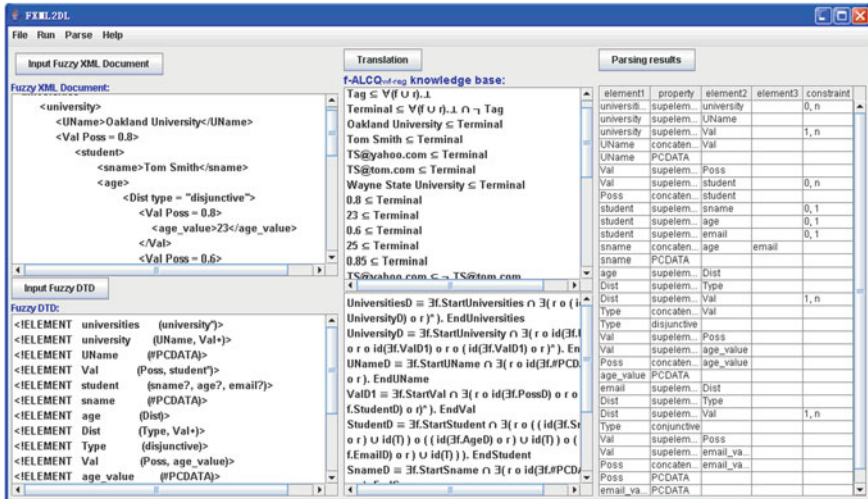 FXML2DL
File Run Parse Help
Input Fuzzy XML Document
Fuzzy XML Document:
<university>
<UName>Oakland University</UName>
<Val Poss = 0.8>
<student>
<sname>Tom Smith</sname>
<age>
<Dist type = "disjunctive">
<Val Poss = 0.8>
<age_value>23</age_value>
</Val>
<Val Poss = 0.6>
Input Fuzzy DTD
Fuzzy DTD:
<!ELEMENT universities (university*)>
<!ELEMENT university (UName, Val+)>
<!ELEMENT UName (#PCDATA)>
<!ELEMENT Val (Poss, student*)>
<!ELEMENT student (sname?, age?, email?)>
<!ELEMENT sname (#PCDATA)>
<!ELEMENT age (Dist)>
<!ELEMENT Dist (Type, Val+)>
<!ELEMENT Type (disjunctive)>
<!ELEMENT Val (Poss, age_value)>
<!ELEMENT age_value (#PCDATA)>
Translation
f-ALCQwf-reg knowledge base:
Tag ⊆ ∀(f ∪ r).⊥
Terminal ⊆ ∀(f ∪ r).⊥ ∩ ¬ Tag
Oakland University ⊆ Terminal
Tom Smith ⊆ Terminal
TS@yahoo.com ⊆ Terminal
TS@tom.com ⊆ Terminal
Wayne State University ⊆ Terminal
0.8 ⊆ Terminal
23 ⊆ Terminal
0.6 ⊆ Terminal
25 ⊆ Terminal
0.85 ⊆ Terminal
TS@yahoo.com ⊆ ¬ TS@tom.com
UniversitiesD ≡ ∃f.StartUniversities ∩ ∃( r o ( i
UniversityD) o r )* ). EndUniversities
UniversityD ≡ ∃f.StartUniversity ∩ ∃( r o id(∃f.U
o r o id(∃f.ValD1) o r o ( id(∃f.ValD1) o r )* ). En
UNameD ≡ ∃f.StartUName ∩ ∃( r o id(∃f.#PCD
o r ). EndUName
ValD1 ≡ ∃f.StartVal ∩ ∃( r o id(∃f.PossD) o r o
f.StudentD) o r)* ). EndVal
StudentD ≡ ∃f.StartStudent ∩ ∃( r o ( ( id(∃f.Sn
o r ) ∪ id(T) ) o ( ( id(∃f.AgeD) o r ) ∪ id(T) ) o (
f.EmailD) o r ) ∪ id(T) ) ). EndStudent
SnameD ≡ ∃f.StartSname ∩ ∃( r o id(∃f.#PCDA
Parsing results
element1 property element2 element3 constraint
universiti... supelem... university 0, n
university supelem... UName
university supelem... Val 1, n
UName concaten... Val
UName PCDATA
Val supelem... Poss
Val supelem... student 0, n
Poss concaten... student
student supelem... sname 0, 1
student supelem... age 0, 1
student supelem... email 0, 1
sname concaten... age email
sname PCDATA
age supelem... Dist
Dist supelem... Type
Dist supelem... Val 1, n
Type concaten... Val
Type disjunctive
Val supelem... Poss
Val supelem... age_value
Poss concaten... age_value
age_value PCDATA
email supelem... Dist
Dist supelem... Type
Dist supelem... Val 1, n
Type conjunctive
Val supelem... Poss
Val supelem... email_va...
Poss concaten... email_va...
Poss PCDATA
email_va... PCDATA